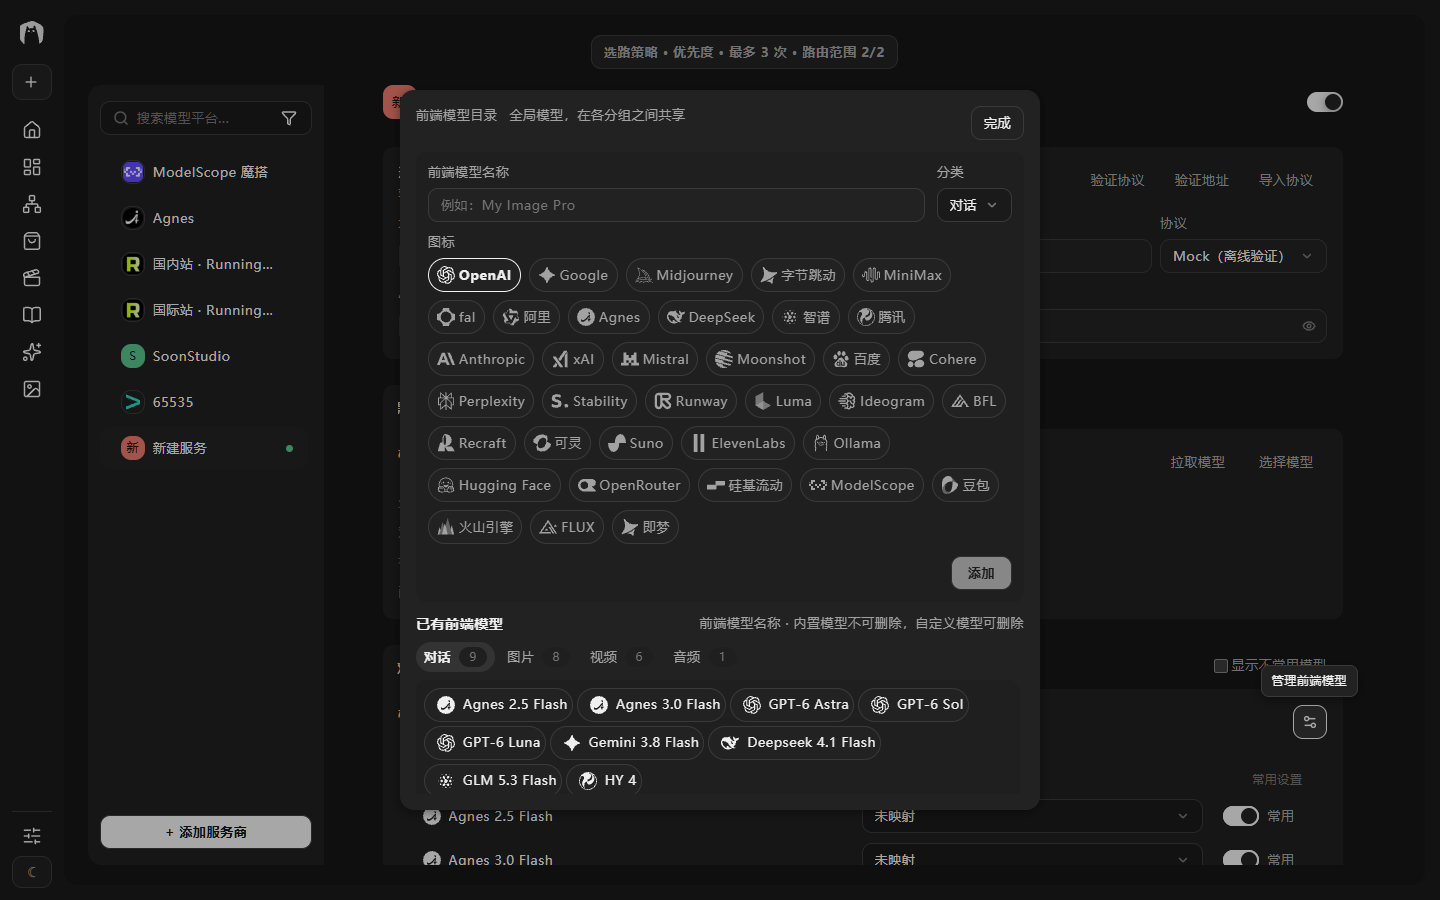 选路策略 • 优先度 • 最多 3 次 • 路由范围 2/2
搜索模型平台...
ModelScope 魔搭
Agnes
国内站 · Running...
国际站 · Running...
S SoonStudio
65535
新 新建服务
+ 添加服务商
前端模型目录 全局模型，在各分组之间共享
完成
前端模型名称 分类
例如：My Image Pro 对话
图标
OpenAI Google Midjourney 字节跳动 MiniMax
fal 阿里 Agnes DeepSeek 智谱 腾讯
Anthropic xAI Mistral Moonshot 百度 Cohere
Perplexity Stability Runway Luma Ideogram BFL
Recraft 可灵 Suno ElevenLabs Ollama
Hugging Face OpenRouter 硅基流动 ModelScope 豆包
火山引擎 FLUX 即梦
添加
已有前端模型 前端模型名称 · 内置模型不可删除，自定义模型可删除
对话 9 图片 8 视频 6 音频 1
Agnes 2.5 Flash Agnes 3.0 Flash GPT-6 Astra GPT-6 Sol
GPT-6 Luna Gemini 3.8 Flash Deepseek 4.1 Flash
GLM 5.3 Flash HY 4
验证协议 验证地址 导入协议
协议
Mock（离线验证）
拉取模型 选择模型
显示不常用模型
管理前端模型
常用设置
Agnes 2.5 Flash 未映射 常用
Agnes 3.0 Flash 未映射 常用